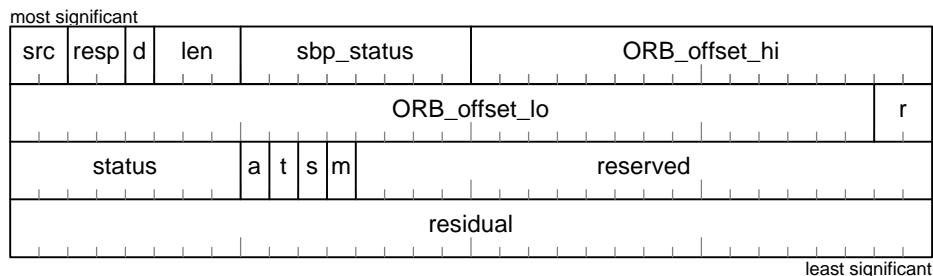 most significant
src resp d len sbp_status ORB_offset_hi
ORB_offset_lo r
status a t s m reserved
residual
least significant